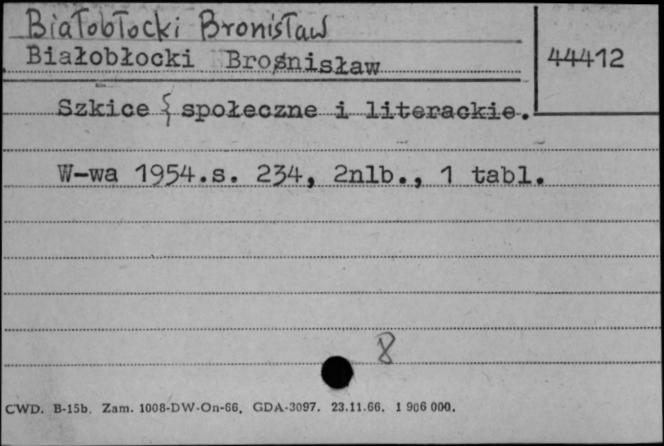 Białobłocki Bronisław
Białobłocki Bronisław
44412
Szkice { społeczne i literackie.
W-wa 1954.s. 234, 2nlb., 1 tabl.
8
CWD. B-15b. Zam. 1008-DW-On-66. GDA-3097. 23.11.66. 1 906 000.